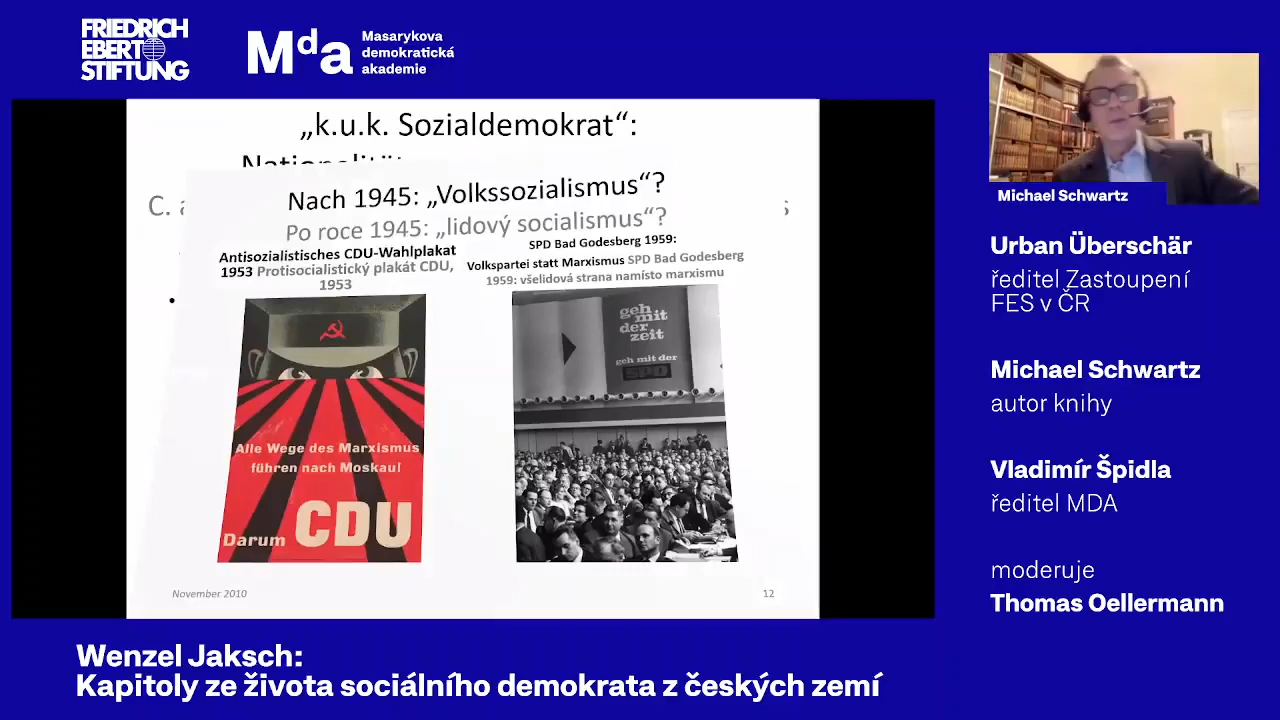 FRIEDRICH
EBERT
STIFTUNG
Mda
Masarykova
demokratická
akademie
„k.u.k. Sozialdemokrat“:
C.
Nach 1945: „Volkssozialismus“?
Po roce 1945: „lidový socialismus“?
Antisozialistisches CDU-Wahlplakat
1953 Protisocialistický plakát CDU,
1953
Alle Wege des Marxismus
führen nach Moskau!
Darum CDU
SPD Bad Godesberg 1959:
Volkspartei statt Marxismus SPD Bad Godesberg
1959: všelidová strana namísto marxismu
geh
mit
der
zeit
geh mit der
SPD
November 2010
12
Michael Schwartz
Urban Überschär
ředitel Zastoupení
FES v ČR
Michael Schwartz
autor knihy
Vladimír Špidla
ředitel MDA
moderuje
Thomas Oellermann
Wenzel Jaksch:
Kapitoly ze života sociálního demokrata z českých zemí